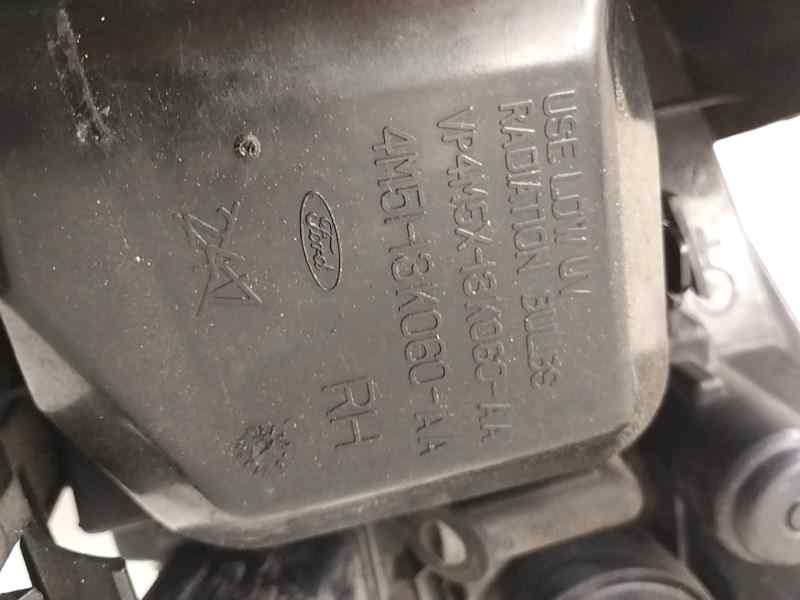 USE LOW UV
RADIATION BULBS
VP4M5X-13K060-AA
4M51-13K060-AA
Ford
RH